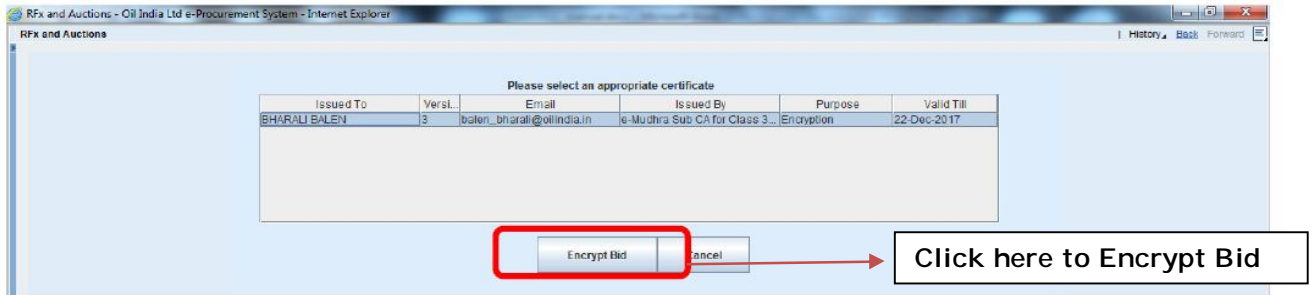 RFx and Auctions - Oil India Ltd e-Procurement System - Internet Explorer
RFx and Auctions
History Back Forward
Please select an appropriate certificate
Issued To Versi... Email Issued By Purpose Valid Till
BHARALI BALEN 3 balen_bharali@oilindia.in e-Mudhra Sub CA for Class 3... Encryption 22-Dec-2017
Encrypt Bid Cancel
Click here to Encrypt Bid